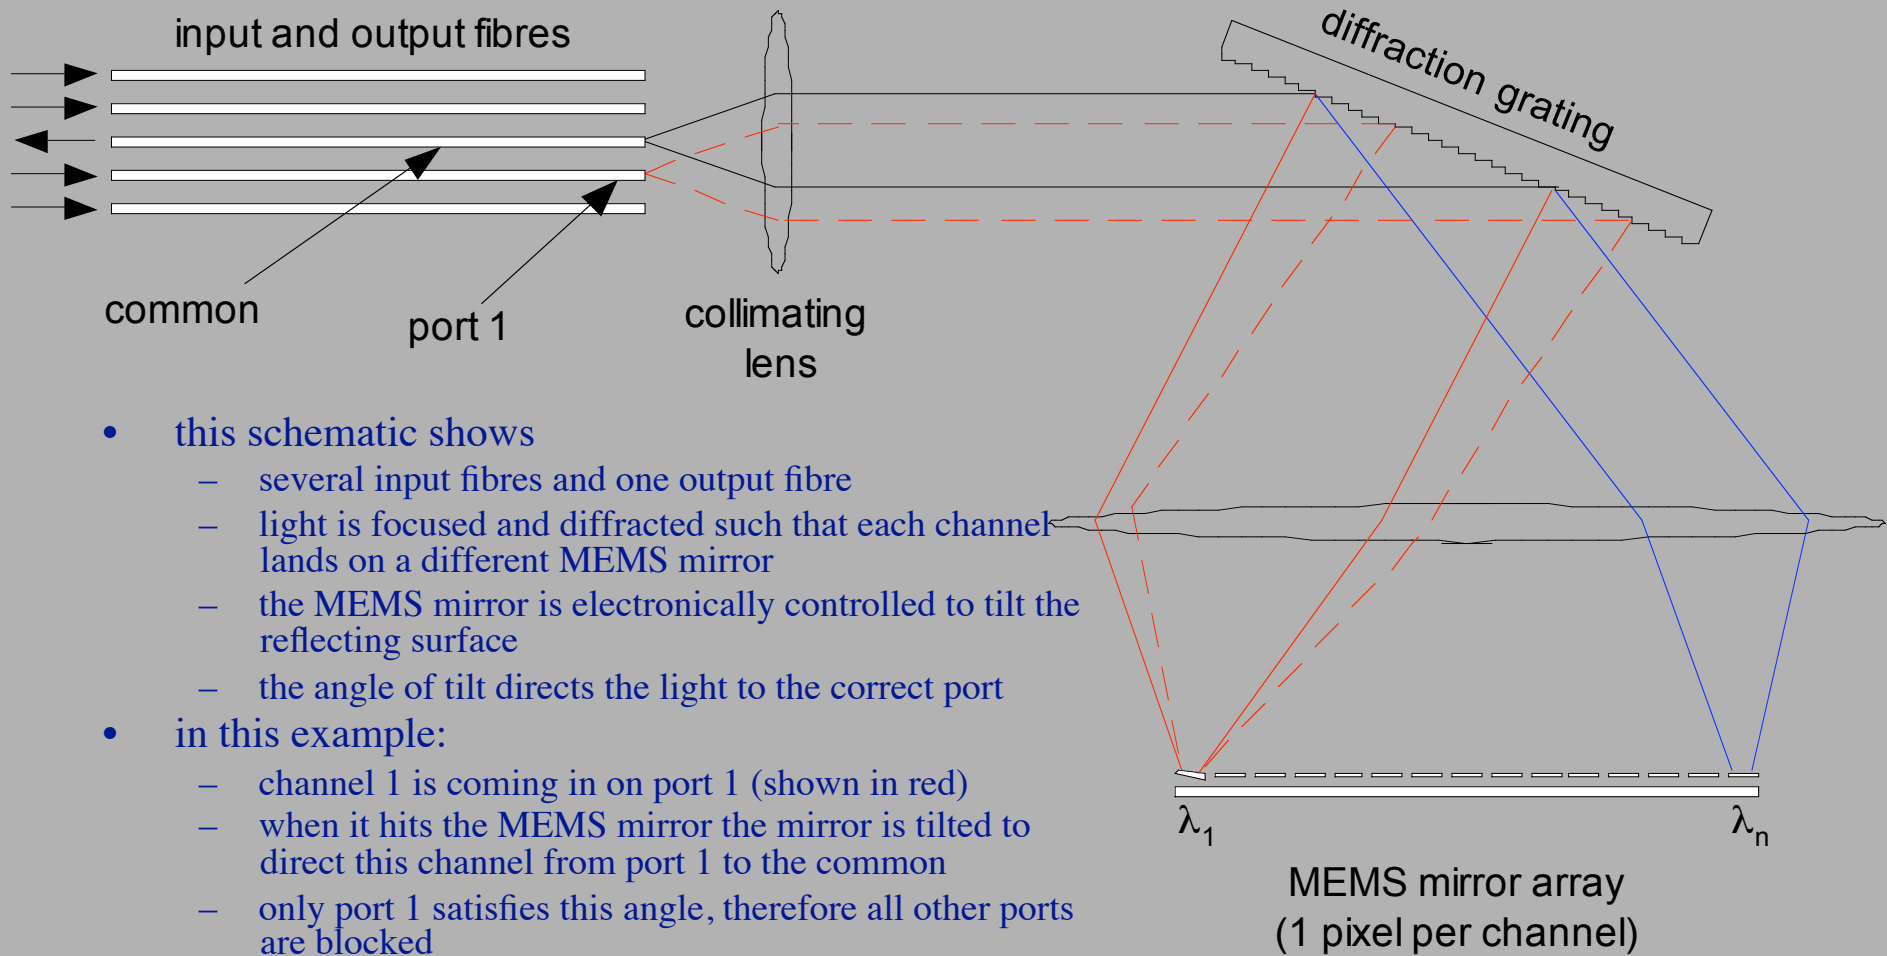 input and output fibres
diffraction grating
common
port 1
collimating
lens
• this schematic shows
– several input fibres and one output fibre
– light is focused and diffracted such that each channel
lands on a different MEMS mirror
– the MEMS mirror is electronically controlled to tilt the
reflecting surface
– the angle of tilt directs the light to the correct port
• in this example:
– channel 1 is coming in on port 1 (shown in red)
– when it hits the MEMS mirror the mirror is tilted to
direct this channel from port 1 to the common
– only port 1 satisfies this angle, therefore all other ports
are blocked
λ1
λn
MEMS mirror array
(1 pixel per channel)